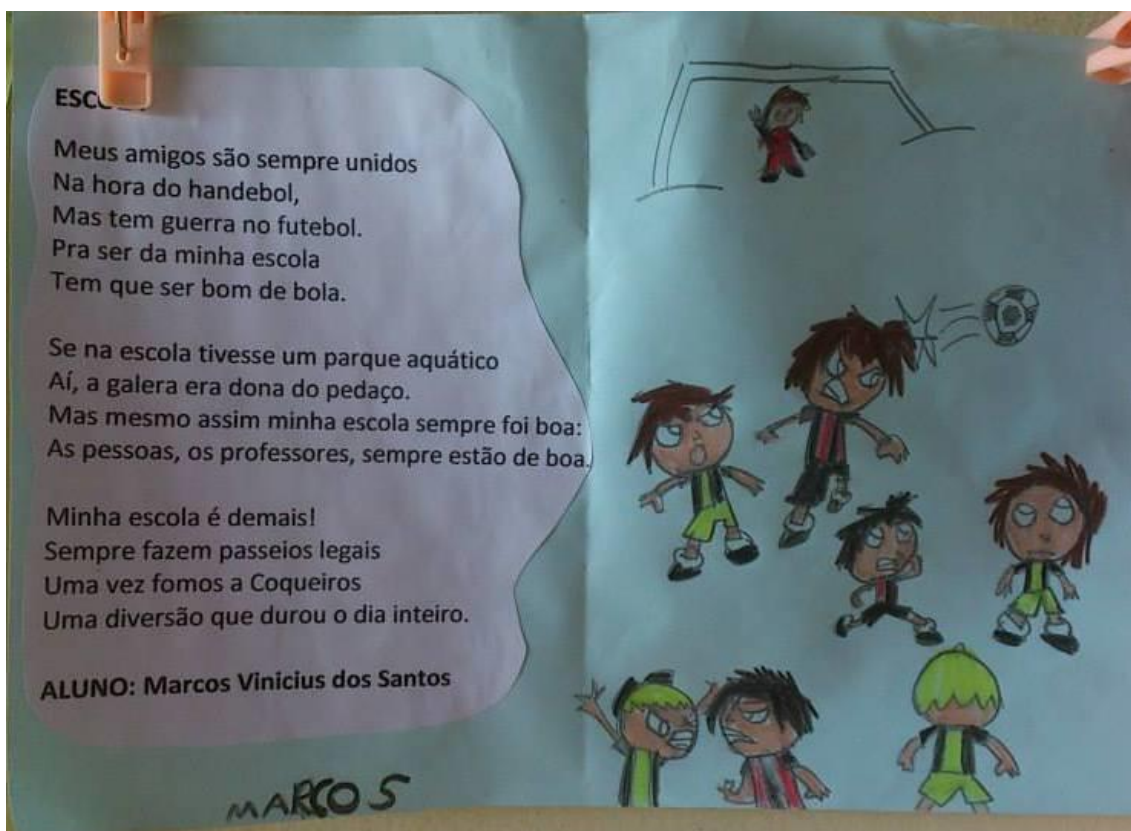 Meus amigos são sempre unidos
Na hora do handebol,
Mas tem guerra no futebol.
Pra ser da minha escola
Tem que ser bom de bola.
Se na escola tivesse um parque aquático
Aí, a galera era dona do pedaço.
Mas mesmo assim minha escola sempre foi boa:
As pessoas, os professores, sempre estão de boa.
Minha escola é demais!
Sempre fazem passeios legais
Uma vez fomos a Coqueiros
Uma diversão que durou o dia inteiro.
ALUNO: Marcos Vinicius dos Santos
MARCOS